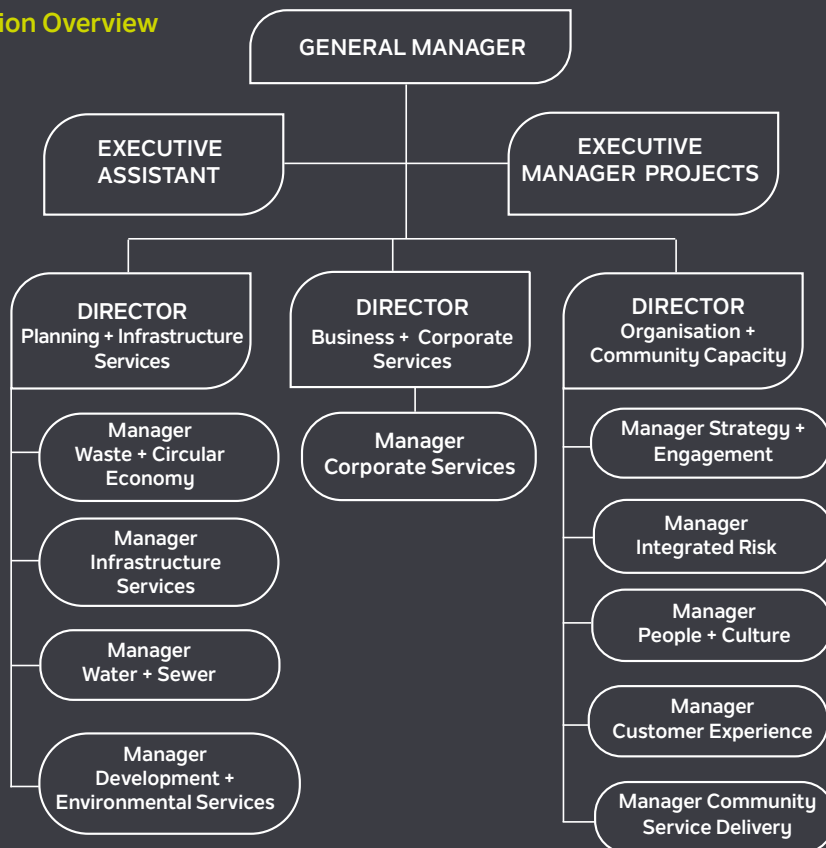 ion Overview
GENERAL MANAGER
EXECUTIVE
ASSISTANT
EXECUTIVE
MANAGER PROJECTS
DIRECTOR
Planning + Infrastructure
Services
DIRECTOR
Business + Corporate
Services
DIRECTOR
Organisation +
Community Capacity
Manager
Waste + Circular
Economy
Manager
Infrastructure
Services
Manager
Water + Sewer
Manager
Development +
Environmental Services
Manager
Corporate Services
Manager Strategy +
Engagement
Manager
Integrated Risk
Manager
People + Culture
Manager
Customer Experience
Manager Community
Service Delivery